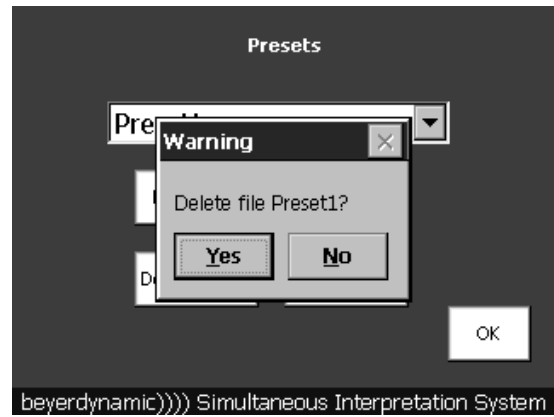 Presets
Warning
Delete file Preset1?
Yes
No
OK
beyerdynamic)))) Simultaneous Interpretation System